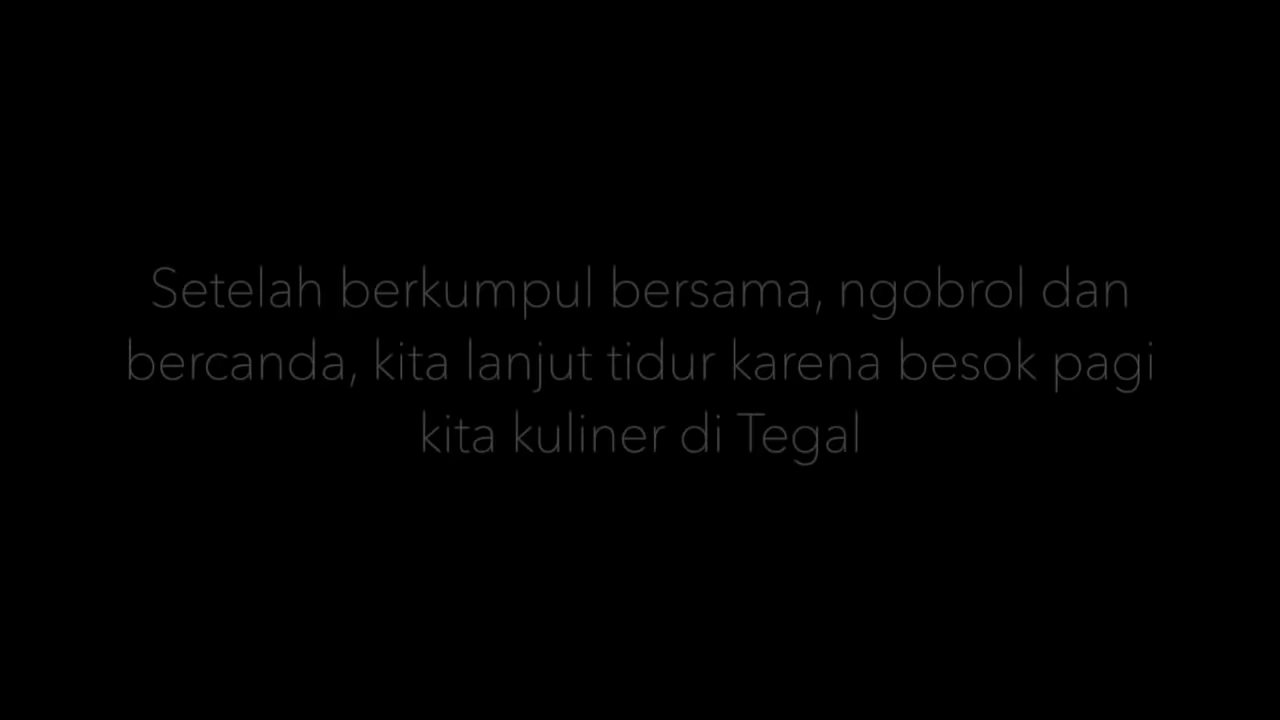 Setelah berkumpul bersama, ngobrol dan
bercanda, kita lanjut tidur karena besok pagi
kita kuliner di Tegal